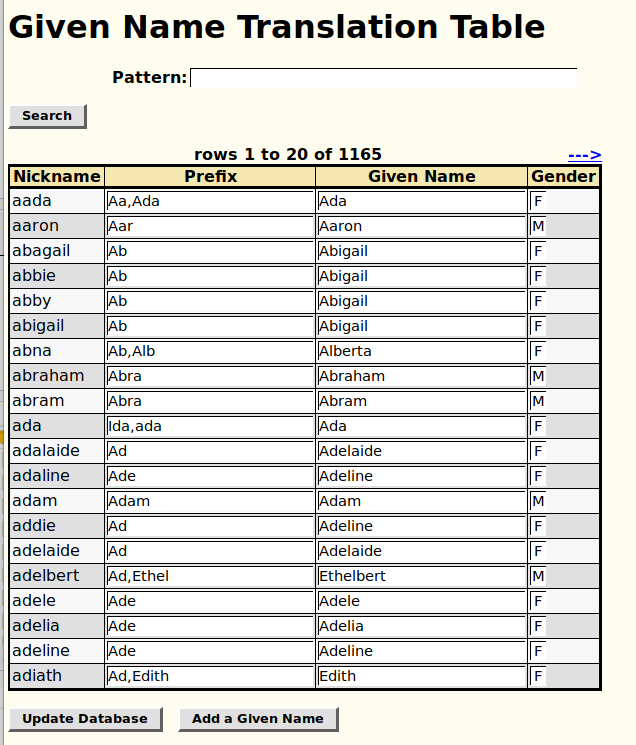 Given Name Translation Table
Pattern:
Search
rows 1 to 20 of 1165 --->
Nickname Prefix Given Name Gender
aada Aa,Ada Ada F
aaron Aar Aaron M
abagail Ab Abigail F
abbie Ab Abigail F
abby Ab Abigail F
abigail Ab Abigail F
abna Ab,Alb Alberta F
abraham Abra Abraham M
abram Abra Abram M
ada Ida,ada Ada F
adalaide Ad Adelaide F
adaline Ade Adeline F
adam Adam Adam M
addie Ad Adeline F
adelaide Ad Adelaide F
adelbert Ad,Ethel Ethelbert M
adele Ade Adele F
adelia Ade Adelia F
adeline Ade Adeline F
adiath Ad,Edith Edith F
Update Database Add a Given Name